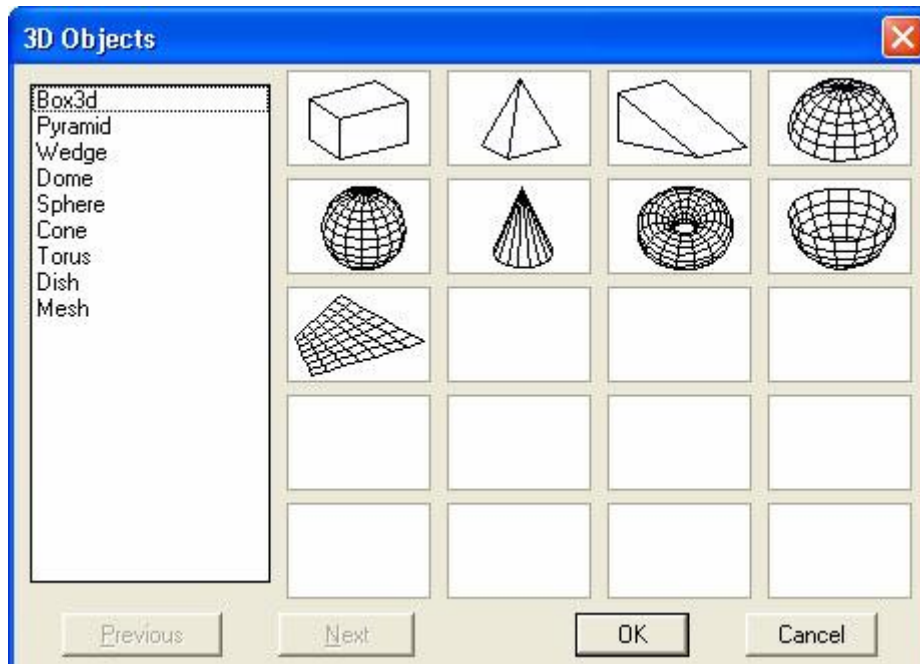 3D Objects
Box3d
Pyramid
Wedge
Dome
Sphere
Cone
Torus
Dish
Mesh
Previous
Next
OK
Cancel